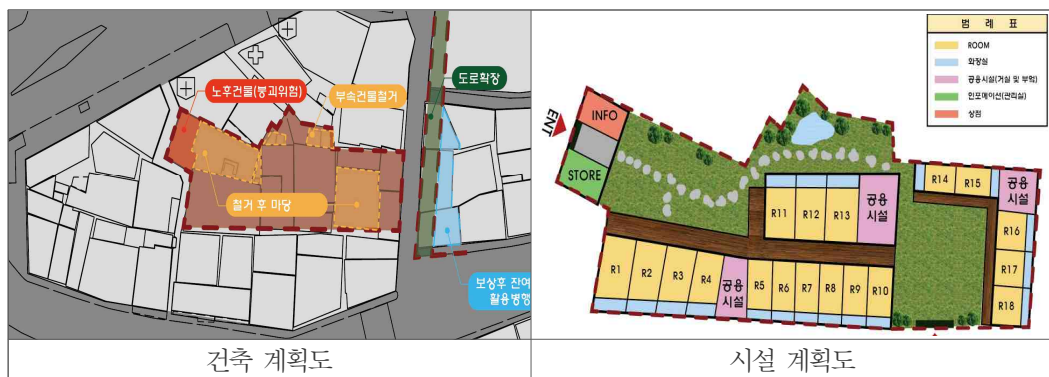 노후건물(붕괴위험)
부속건물철거
도로확장
철거 후 마당
보상후 잔여
활용병행
건축 계획도
범 례 표
ROOM
화장실
공용시설(거실 및 부엌)
인포메이션(관리실)
상점
ENT
INFO
STORE
R1
R2
R3
R4
공용
시설
R5
R6
R7
R8
R9
R10
R11
R12
R13
공용
시설
R14
R15
공용
시설
R16
R17
R18
시설 계획도